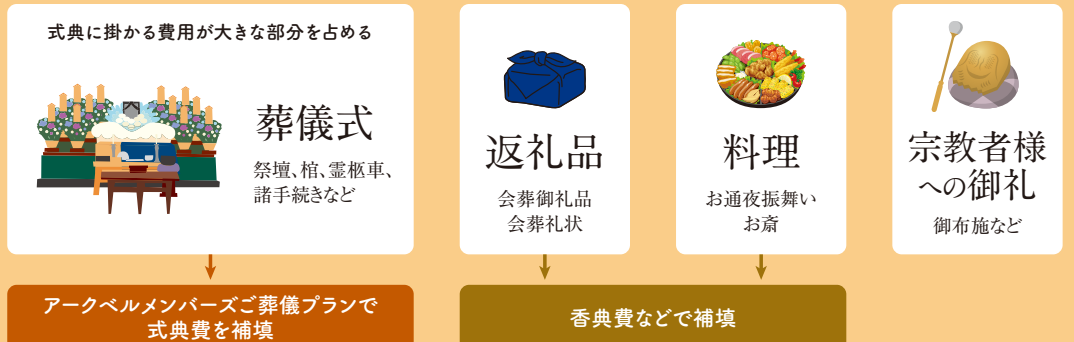 式典に掛かる費用が大きな部分を占める
葬儀式
祭壇、棺、霊柩車、
諸手続きなど
アークベルメンバーズご葬儀プランで
式典費を補填
返礼品
会葬御礼品
会葬礼状
料理
お通夜振舞い
お斎
香典費などで補填
宗教者様
への御礼
御布施など